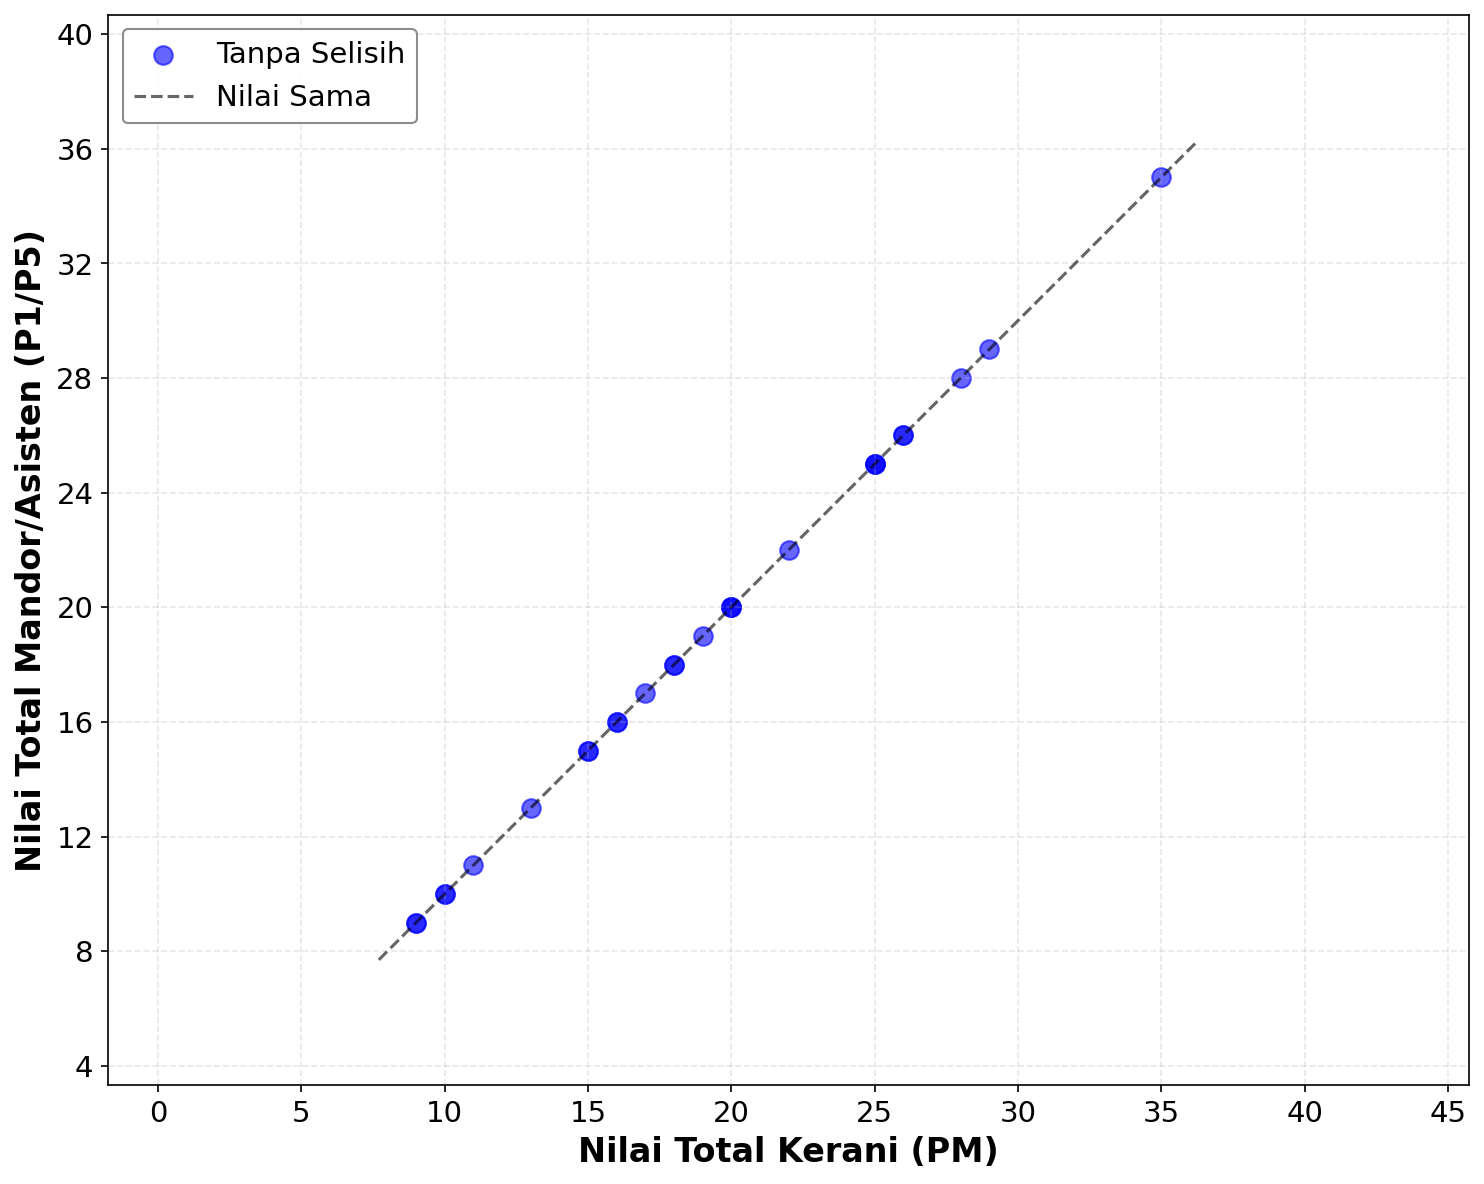 Tanpa Selisih
Nilai Sama
Nilai Total Mandor/Asisten (P1/P5)
40
36
32
28
24
20
16
12
8
4
0 5 10 15 20 25 30 35 40 45
Nilai Total Kerani (PM)